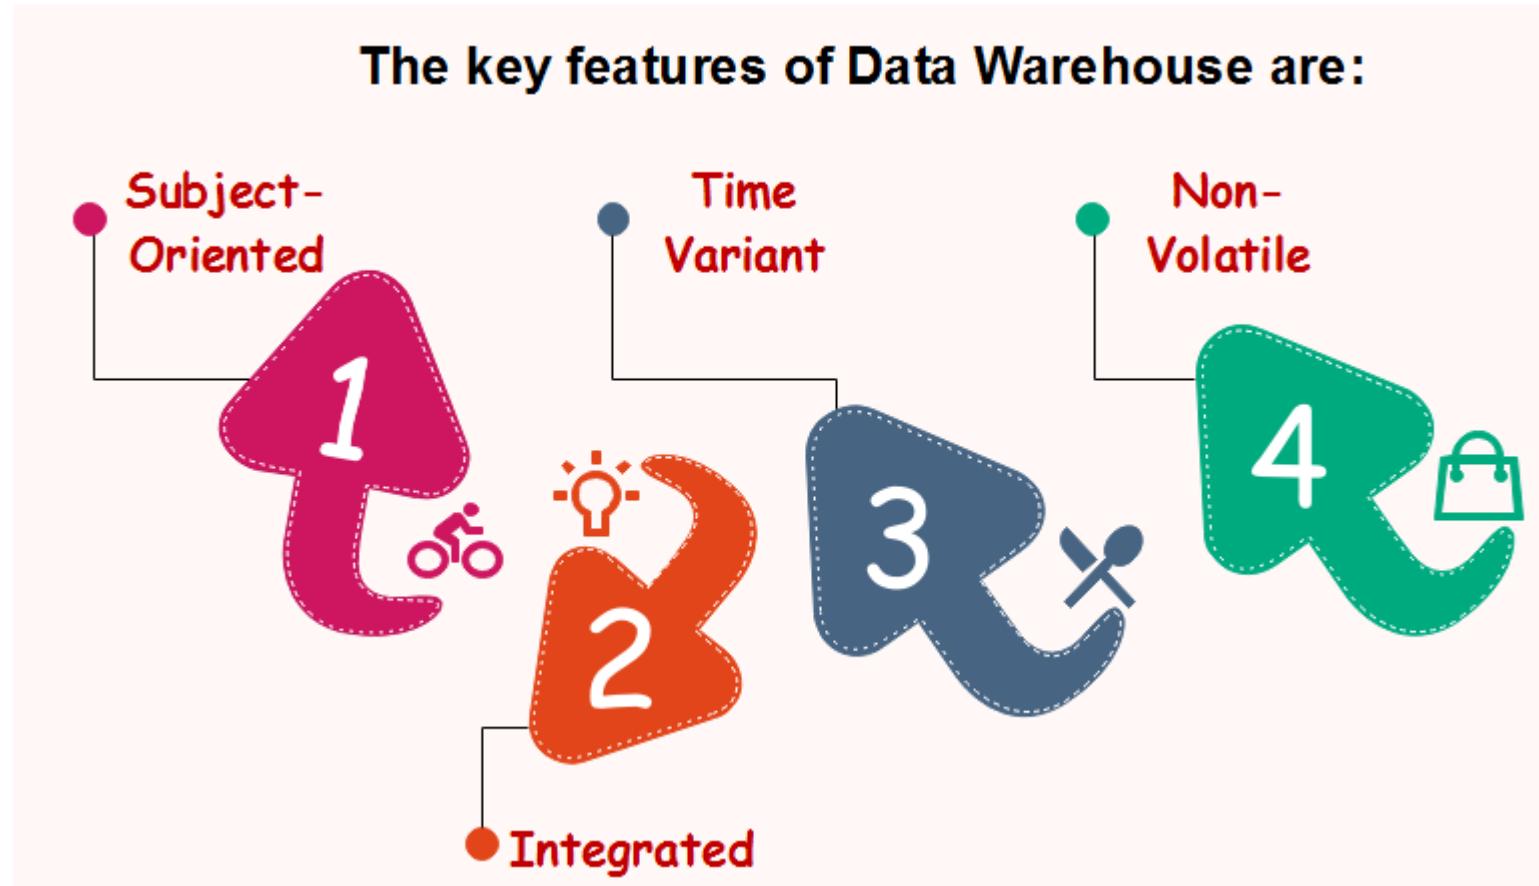 The key features of Data Warehouse are:
Subject-
Oriented
1
2
Integrated
Time
Variant
3
Non-
Volatile
4